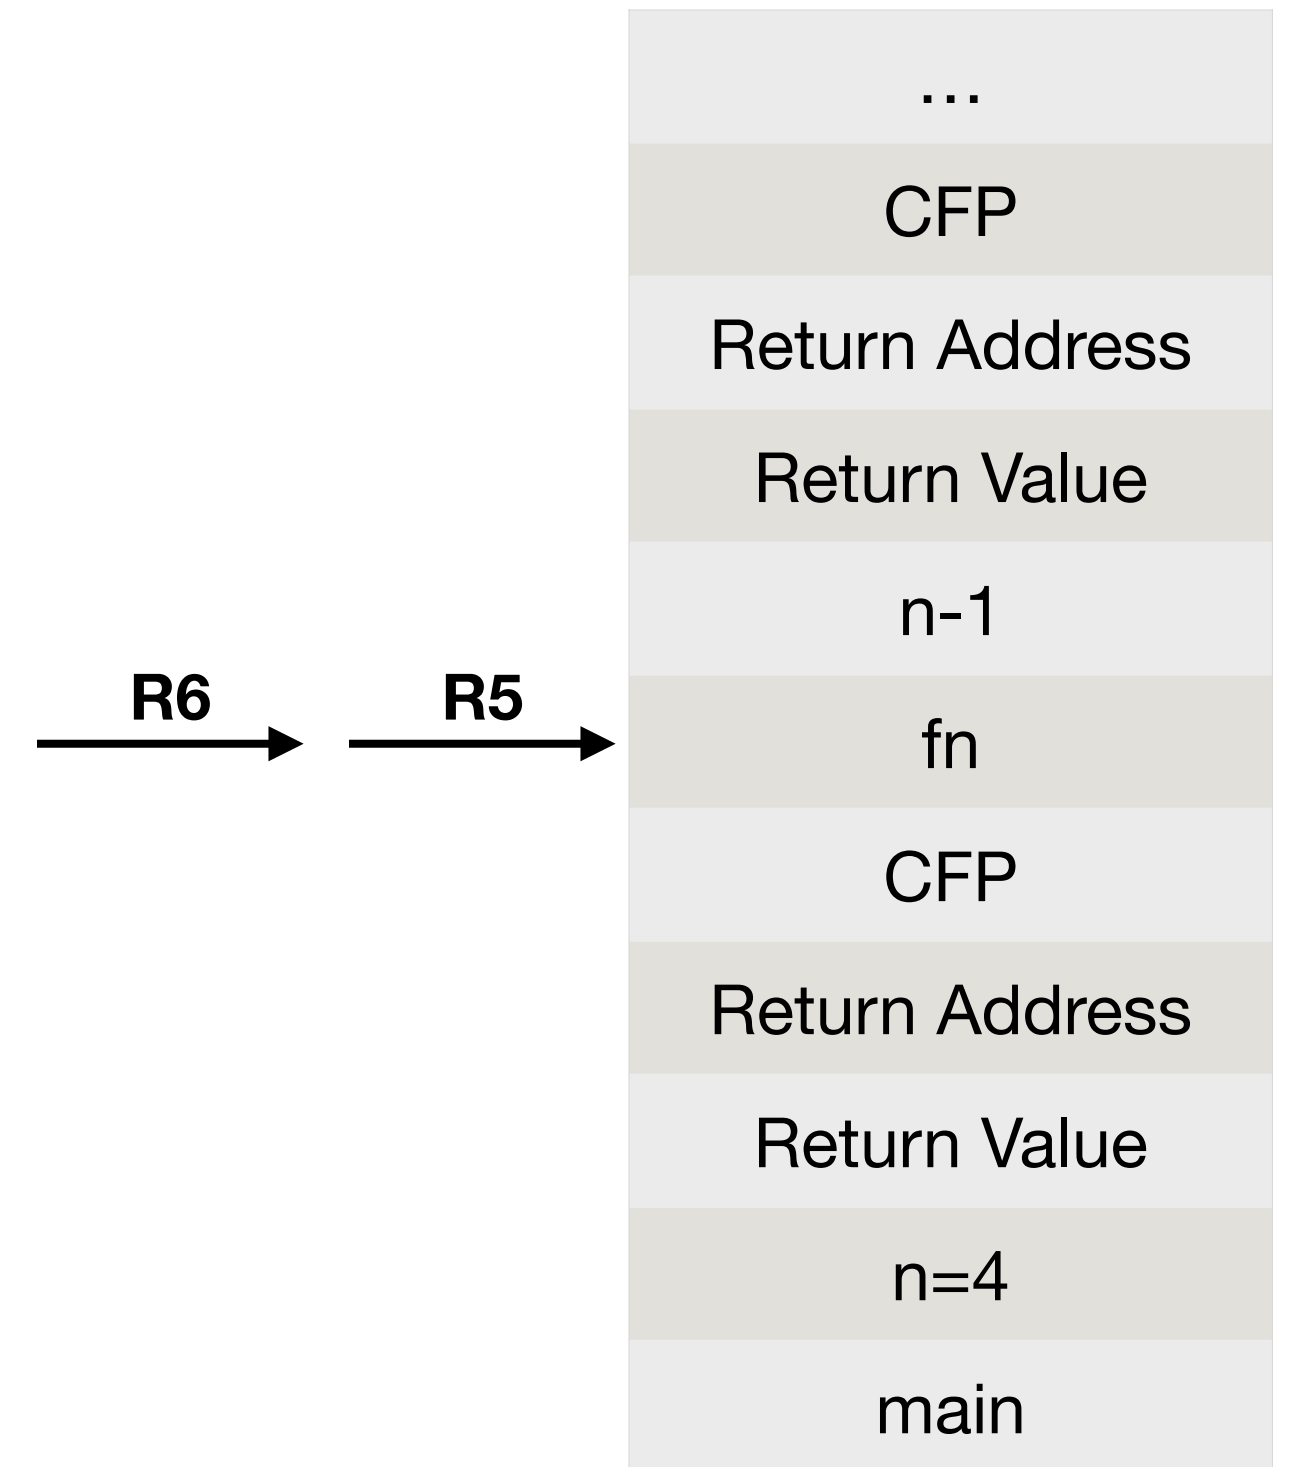 …
CFP
Return Address
Return Value
n-1
R6 R5
fn
CFP
Return Address
Return Value
n=4
main